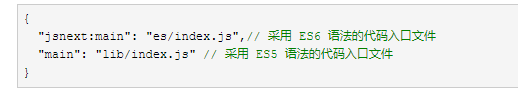 {
  "jsnext:main": "es/index.js",// 采用 ES6 语法的代码入口文件
  "main": "lib/index.js" // 采用 ES5 语法的代码入口文件
}